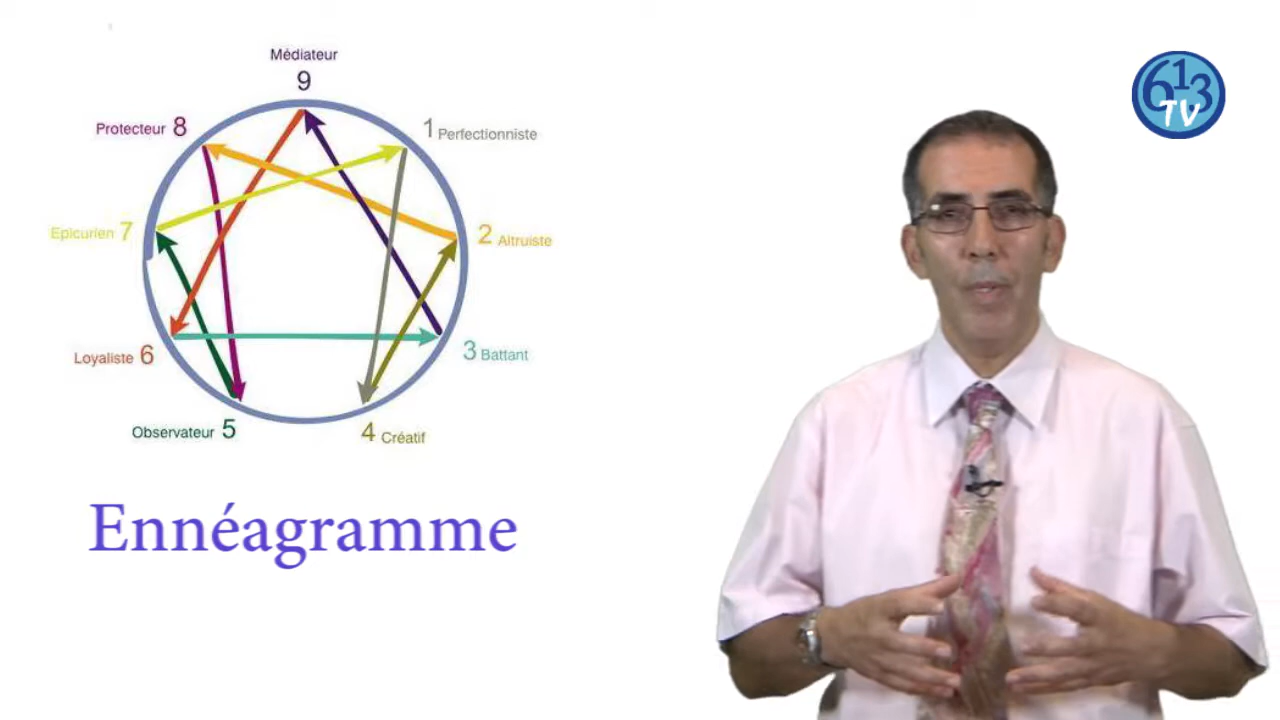 Médiateur
9
Protecteur 8
1 Perfectionniste
Epicurien 7
2 Altruiste
Loyaliste 6
3 Battant
Observateur 5
4 Créatif
Ennéagramme
613
TV